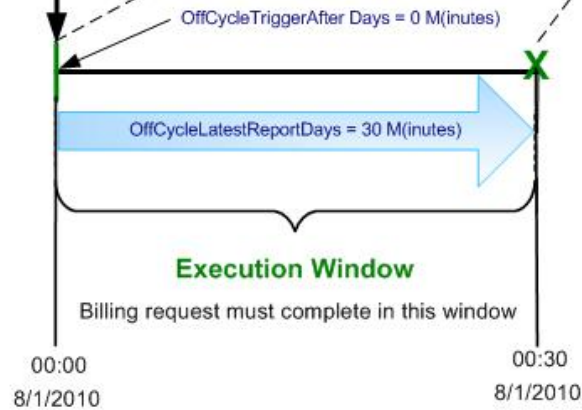 OffCycleTriggerAfter Days = 0 M(inutes)
X
OffCycleLatestReportDays = 30 M(inutes)
Execution Window
Billing request must complete in this window
00:00
8/1/2010
00:30
8/1/2010